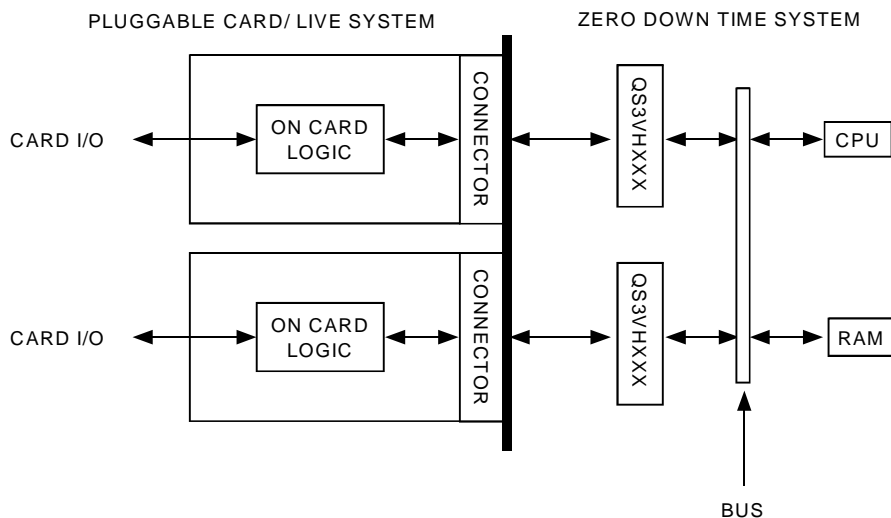 PLUGGABLE CARD/ LIVE SYSTEM
ZERO DOWN TIME SYSTEM
CARD I/O
ON CARD
LOGIC
CONNECTOR
QS3VHXXX
CPU
CARD I/O
ON CARD
LOGIC
CONNECTOR
QS3VHXXX
RAM
BUS